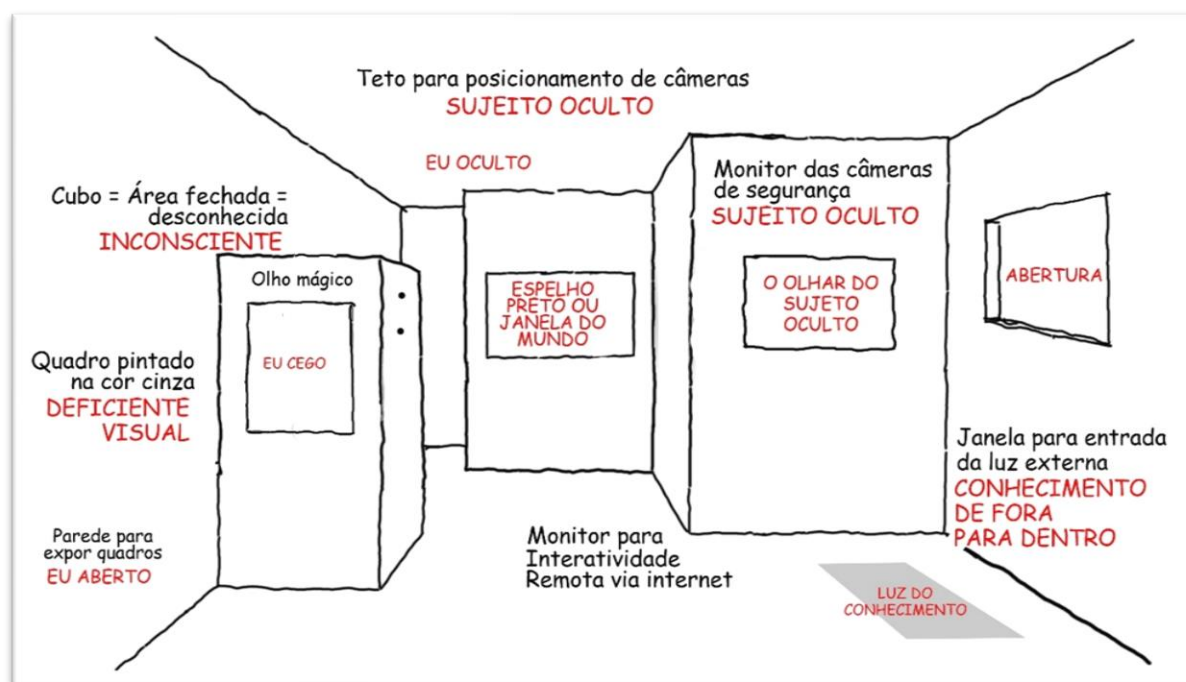 Teto para posicionamento de câmeras
SUJEITO OCULTO
EU OCULTO
Cubo = Área fechada =
desconhecida
INCONSCIENTE
Olho mágico
EU CEGO
Quadro pintado
na cor cinza
DEFICIENTE
VISUAL
Parede para
expor quadros
EU ABERTO
ESPELHO
PRETO OU
JANELA DO
MUNDO
Monitor para
Interatividade
Remota via internet
Monitor das câmeras
de segurança
SUJEITO OCULTO
O OLHAR DO
SUJETO
OCULTO
ABERTURA
Janela para entrada
da luz externa
CONHECIMENTO
DE FORA
PARA DENTRO
LUZ DO
CONHECIMENTO